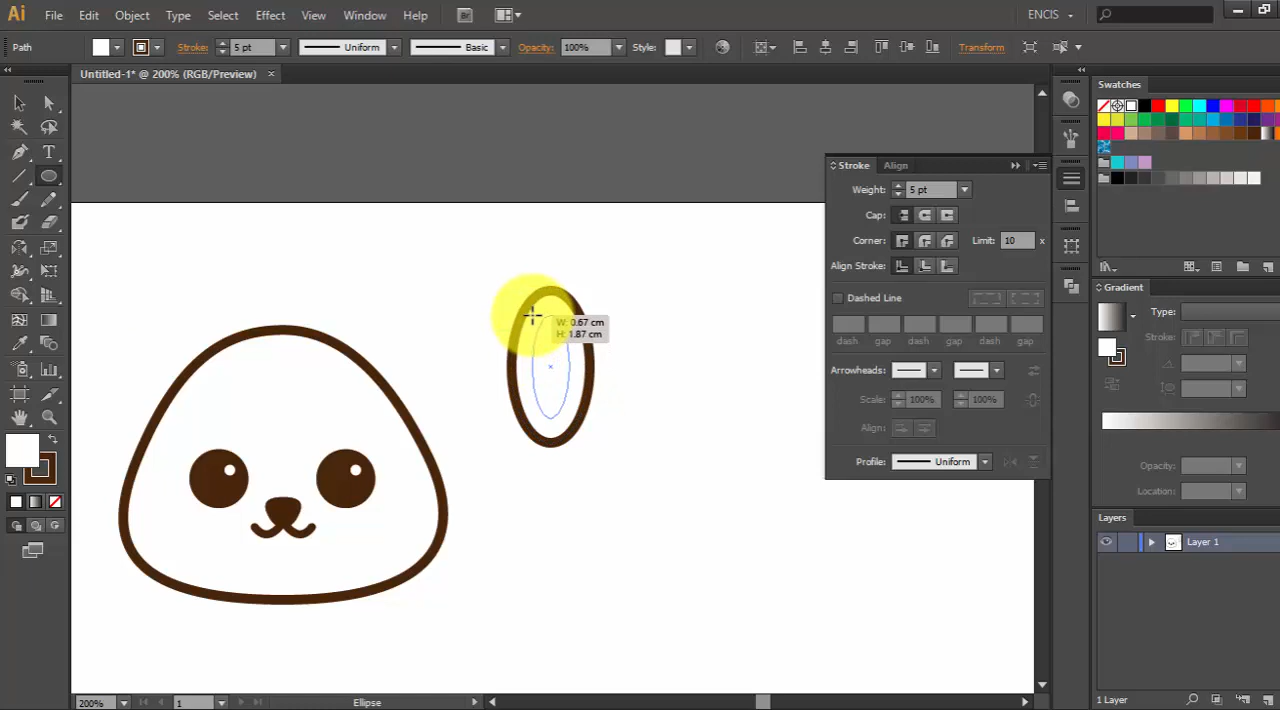 Ai File Edit Object Type Select Effect View Window Help Br ENCIS
Path Stroke: 5 pt Uniform Basic Opacity: 100% Style: Transform
Untitled-1* @ 200% (RGB/Preview) ×
Swatches
Stroke Align
Weight: 5 pt
Cap:
Corner: Limit: 10 x
Align Stroke:
Dashed Line
dash gap dash gap dash gap
Arrowheads:
Scale: 100% 100%
Align:
Profile: Uniform
W: 0.67 cm
H: 1.87 cm
Gradient
Type:
Stroke:
Opacity:
Location:
Layers
Layer 1
1 Layer
200% 1 Ellipse